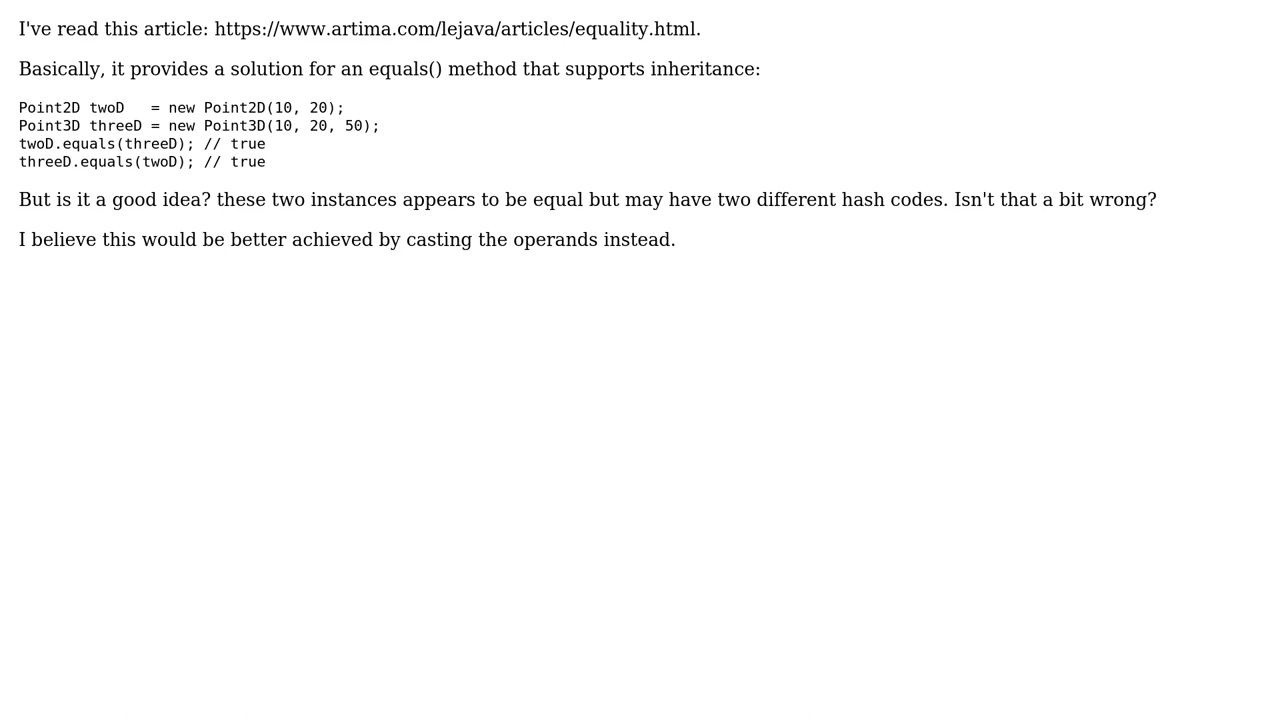 I've read this article: https://www.artima.com/lejava/articles/equality.html.
Basically, it provides a solution for an equals() method that supports inheritance:
Point2D twoD   = new Point2D(10, 20);
Point3D threeD = new Point3D(10, 20, 50);
twoD.equals(threeD); // true
threeD.equals(twoD); // true
But is it a good idea? these two instances appears to be equal but may have two different hash codes. Isn't that a bit wrong?
I believe this would be better achieved by casting the operands instead.